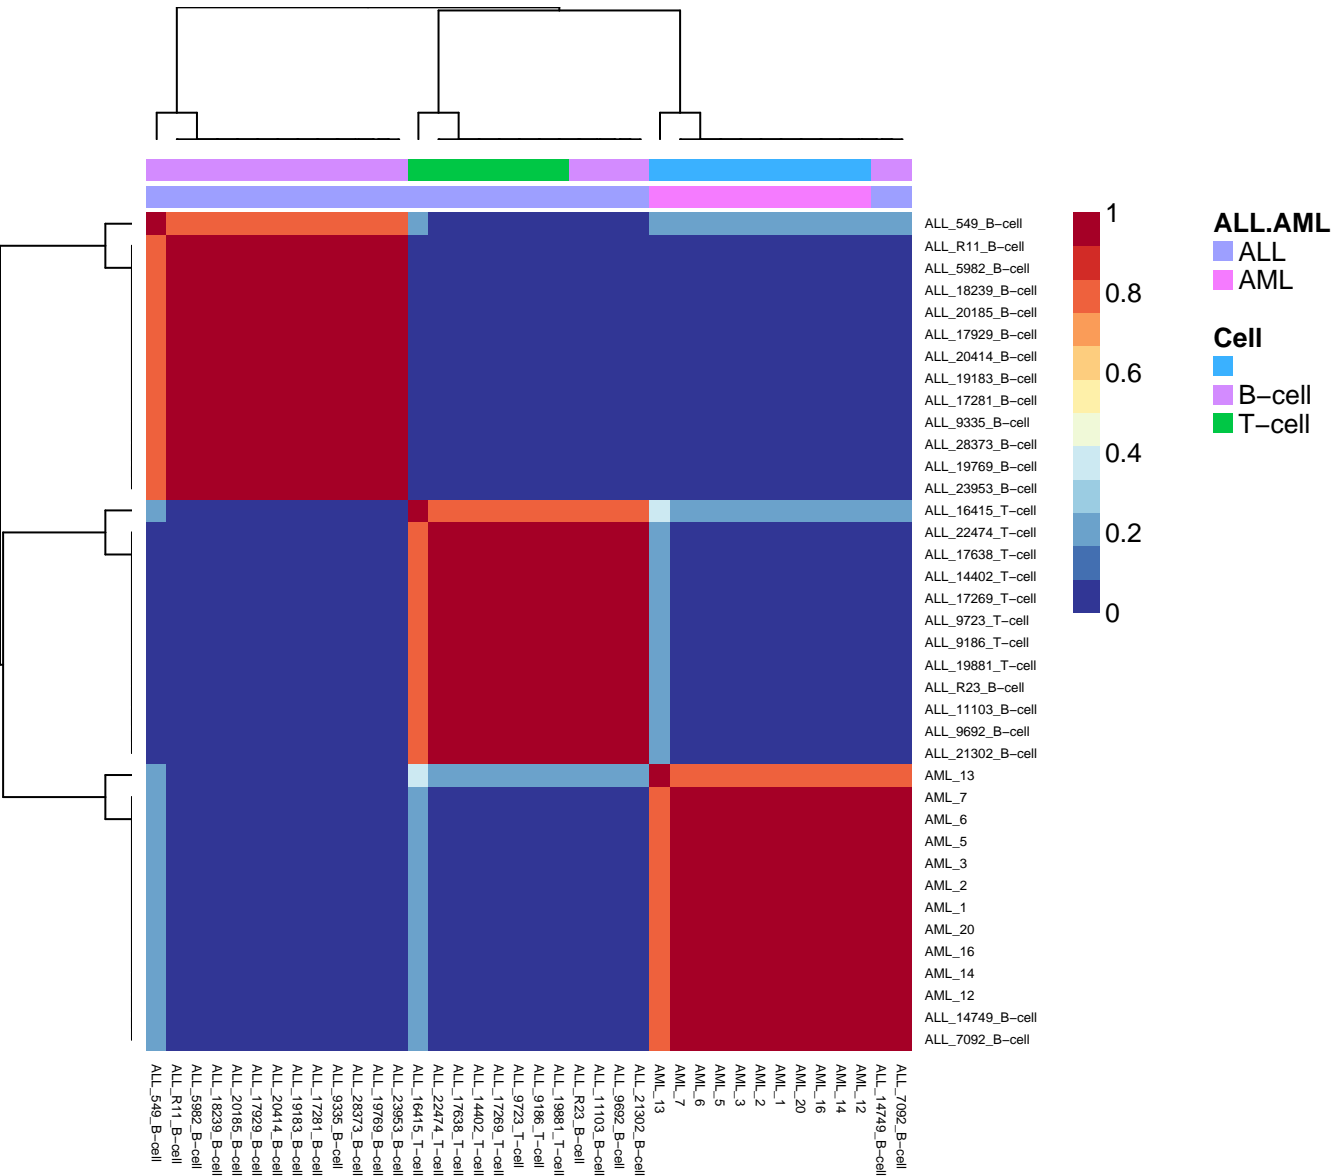 ALL_549_B−cell
ALL_R11_B−cell
ALL_5982_B−cell
ALL_18239_B−cell
ALL_20185_B−cell
ALL_17929_B−cell
ALL_20414_B−cell
ALL_19183_B−cell
ALL_17281_B−cell
ALL_9335_B−cell
ALL_28373_B−cell
ALL_19769_B−cell
ALL_23953_B−cell
ALL_16415_T−cell
ALL_22474_T−cell
ALL_17638_T−cell
ALL_14402_T−cell
ALL_17269_T−cell
ALL_9723_T−cell
ALL_9186_T−cell
ALL_19881_T−cell
ALL_R23_B−cell
ALL_11103_B−cell
ALL_9692_B−cell
ALL_21302_B−cell
AML_13
AML_7
AML_6
AML_5
AML_3
AML_2
AML_1
AML_20
AML_16
AML_14
AML_12
ALL_14749_B−cell
ALL_7092_B−cell
1
0.8
0.6
0.4
0.2
0
ALL.AML
ALL
AML
Cell
B−cell
T−cell
ALL_549_B−cell
ALL_R11_B−cell
ALL_5982_B−cell
ALL_18239_B−cell
ALL_20185_B−cell
ALL_17929_B−cell
ALL_20414_B−cell
ALL_19183_B−cell
ALL_17281_B−cell
ALL_9335_B−cell
ALL_28373_B−cell
ALL_19769_B−cell
ALL_23953_B−cell
ALL_16415_T−cell
ALL_22474_T−cell
ALL_17638_T−cell
ALL_14402_T−cell
ALL_17269_T−cell
ALL_9723_T−cell
ALL_9186_T−cell
ALL_19881_T−cell
ALL_R23_B−cell
ALL_11103_B−cell
ALL_9692_B−cell
ALL_21302_B−cell
AML_13
AML_7
AML_6
AML_5
AML_3
AML_2
AML_1
AML_20
AML_16
AML_14
AML_12
ALL_14749_B−cell
ALL_7092_B−cell